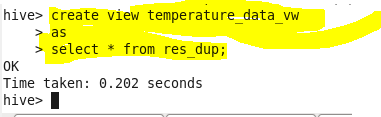 hive> create view temperature_data_vw
    > as
    > select * from res_dup;
OK
Time taken: 0.202 seconds
hive>